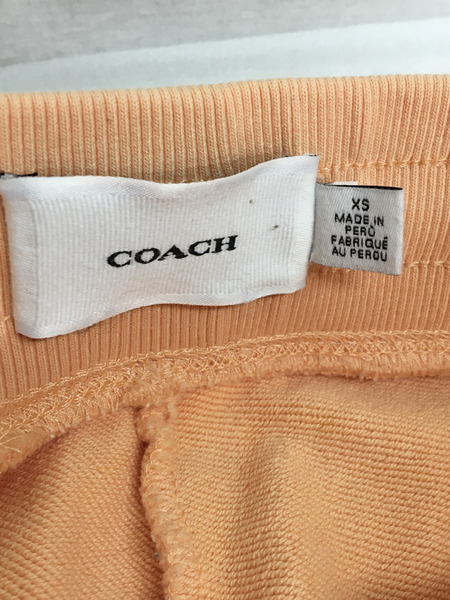 COACH
XS
MADE IN
PERÚ
FABRIQUÉ
AU PEROU